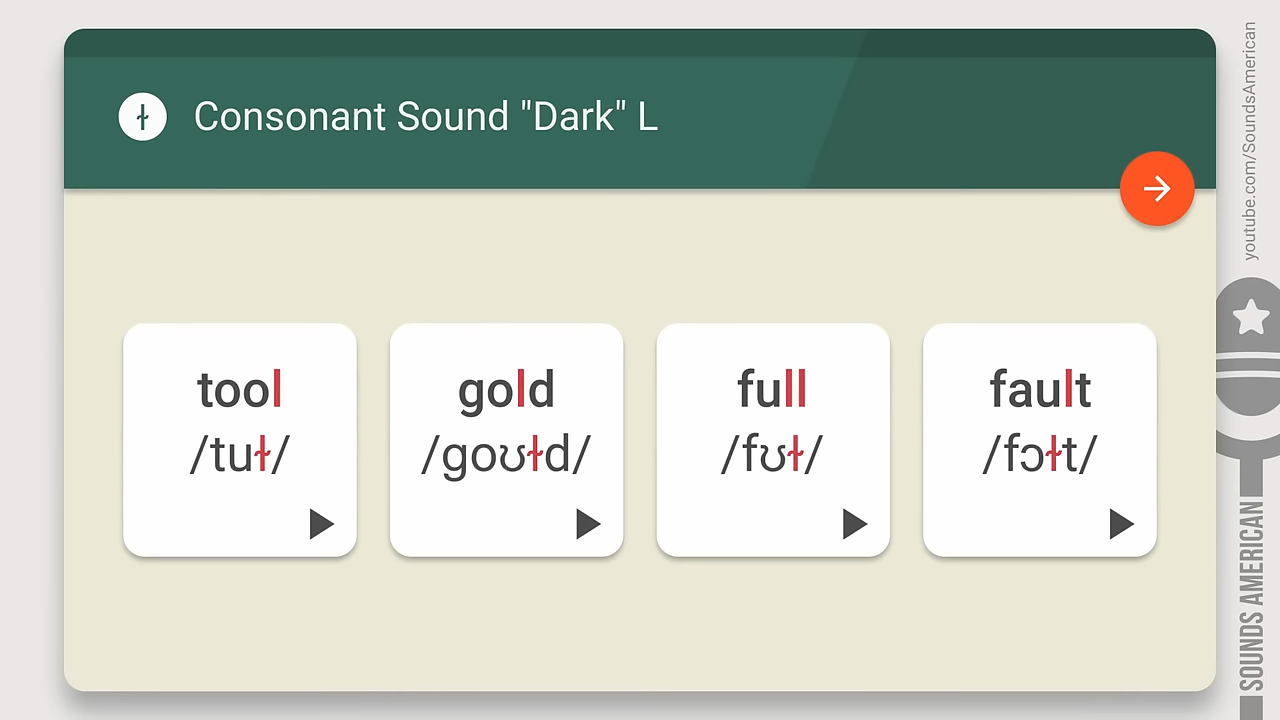 ɫ Consonant Sound "Dark" L
tool gold full fault
/tuɫ/ /goʊɫd/ /fʊɫ/ /fɔɫt/
youtube.com/SoundsAmerican
SOUNDS AMERICAN